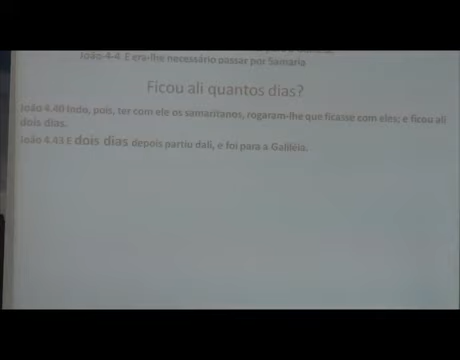 João-4-4. E era-lhe necessário passar por Samaria
Ficou ali quantos dias?
João 4.40 Indo, pois, ter com ele os samaritanos, rogaram-lhe que ficasse com eles; e ficou ali
dois dias.
João 4.43 E dois dias depois partiu dali, e foi para a Galiléia.